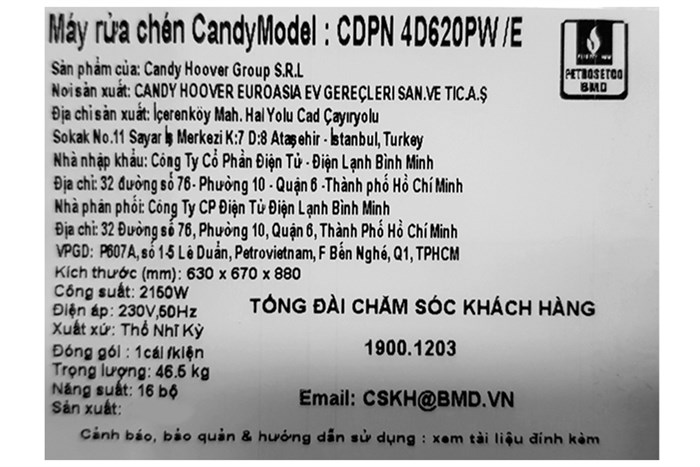 Máy rửa chén CandyModel : CDPN 4D620PW /E
PETROSETCO
BMD
Sản phẩm của: Candy Hoover Group S.R.L
Nơi sản xuất: CANDY HOOVER EUROASIA EV GEREÇLERI SAN.VE TIC.A.Ş
Địa chỉ sản xuất: İçerenköy Mah. Hal Yolu Cad Çayıryolu
Sokak No.11 Sayar İş Merkezi K:7 D:8 Ataşehir - İstanbul, Turkey
Nhà nhập khẩu: Công Ty Cổ Phần Điện Tử - Điện Lạnh Bình Minh
Địa chỉ: 32 đường số 76- Phường 10 - Quận 6 -Thành phố Hồ Chí Minh
Nhà phân phối: Công Ty CP Điện Tử Điện Lạnh Bình Minh
Địa chỉ: 32 Đường số 76, Phường 10, Quận 6, Thành Phố Hồ Chí Minh
VPGD: P607A, số 1-5 Lê Duẩn, Petrovietnam, F Bến Nghé, Q1, TPHCM
Kích thước (mm): 630 x 670 x 880
Công suất: 2150W
Điện áp: 230V,50Hz
Xuất xứ: Thổ Nhĩ Kỳ
Đóng gói : 1cái /kiện
Trọng lượng: 46.5 kg
Năng suất: 16 bộ
Sản xuất:
TỔNG ĐÀI CHĂM SÓC KHÁCH HÀNG
1900.1203
Email: CSKH@BMD.VN
Cảnh báo, bảo quản & hướng dẫn sử dụng : xem tài liệu đính kèm